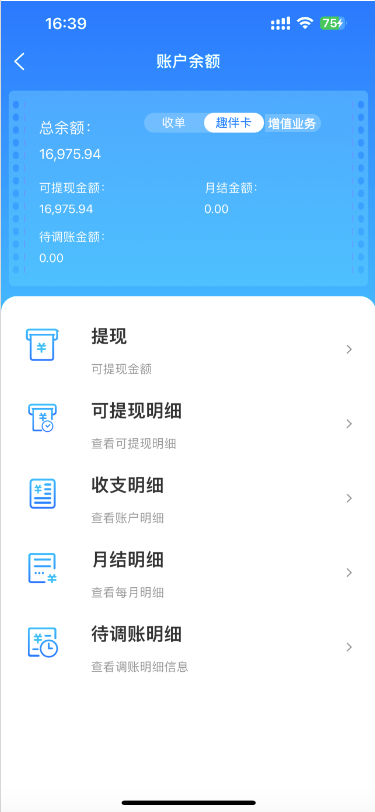 16:39
75
账户余额
总余额：
收单 趣伴卡 增值业务
16,975.94
可提现金额： 月结金额：
16,975.94 0.00
待调账金额：
0.00
提现
可提现金额
可提现明细
查看可提现明细
收支明细
查看账户明细
月结明细
查看每月明细
待调账明细
查看调账明细信息